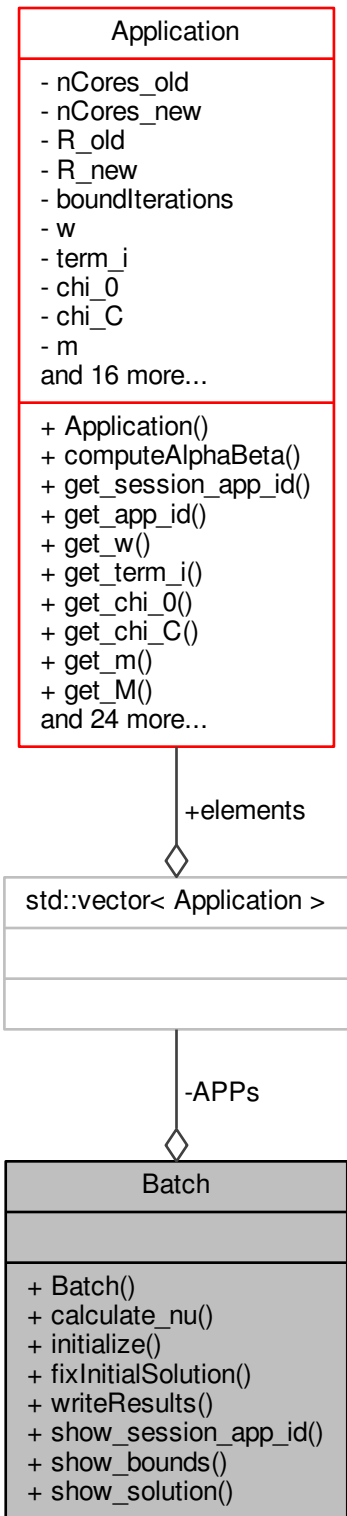 Application
- nCores_old
- nCores_new
- R_old
- R_new
- boundIterations
- w
- term_i
- chi_0
- chi_C
- m
and 16 more...
+ Application()
+ computeAlphaBeta()
+ get_session_app_id()
+ get_app_id()
+ get_w()
+ get_term_i()
+ get_chi_0()
+ get_chi_C()
+ get_m()
+ get_M()
and 24 more...
+elements
std::vector< Application >
-APPs
Batch
+ Batch()
+ calculate_nu()
+ initialize()
+ fixInitialSolution()
+ writeResults()
+ show_session_app_id()
+ show_bounds()
+ show_solution()